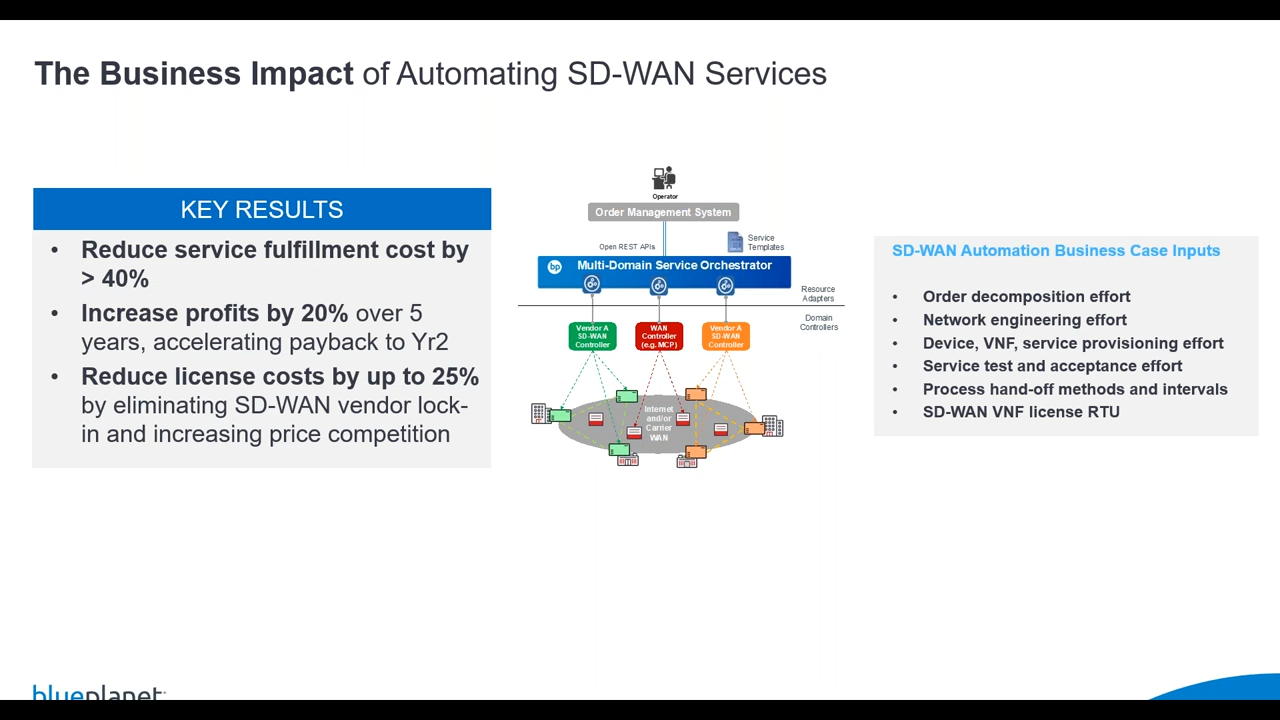 The Business Impact of Automating SD-WAN Services
KEY RESULTS
• Reduce service fulfillment cost by
> 40%
• Increase profits by 20% over 5
years, accelerating payback to Yr2
• Reduce license costs by up to 25%
by eliminating SD-WAN vendor lock-
in and increasing price competition
Operator
Order Management System
Open REST APIs
Service
Templates
bp
Multi-Domain Service Orchestrator
Resource
Adapters
Domain
Controllers
Vendor A
SD-WAN
Controller
WAN
Controller
(e.g. MCP)
Vendor A
SD-WAN
Controller
Internet
and/or
Carrier
WAN
SD-WAN Automation Business Case Inputs
• Order decomposition effort
• Network engineering effort
• Device, VNF, service provisioning effort
• Service test and acceptance effort
• Process hand-off methods and intervals
• SD-WAN VNF license RTU
blueplanet